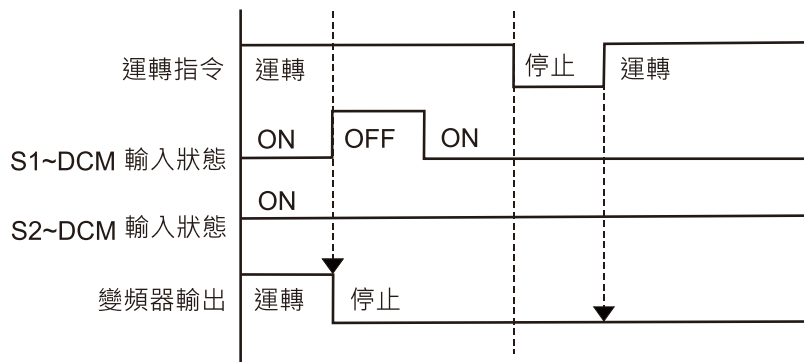 運轉指令 運轉 停止 運轉
S1~DCM 輸入狀態 ON OFF ON
S2~DCM 輸入狀態 ON
變頻器輸出 運轉 停止